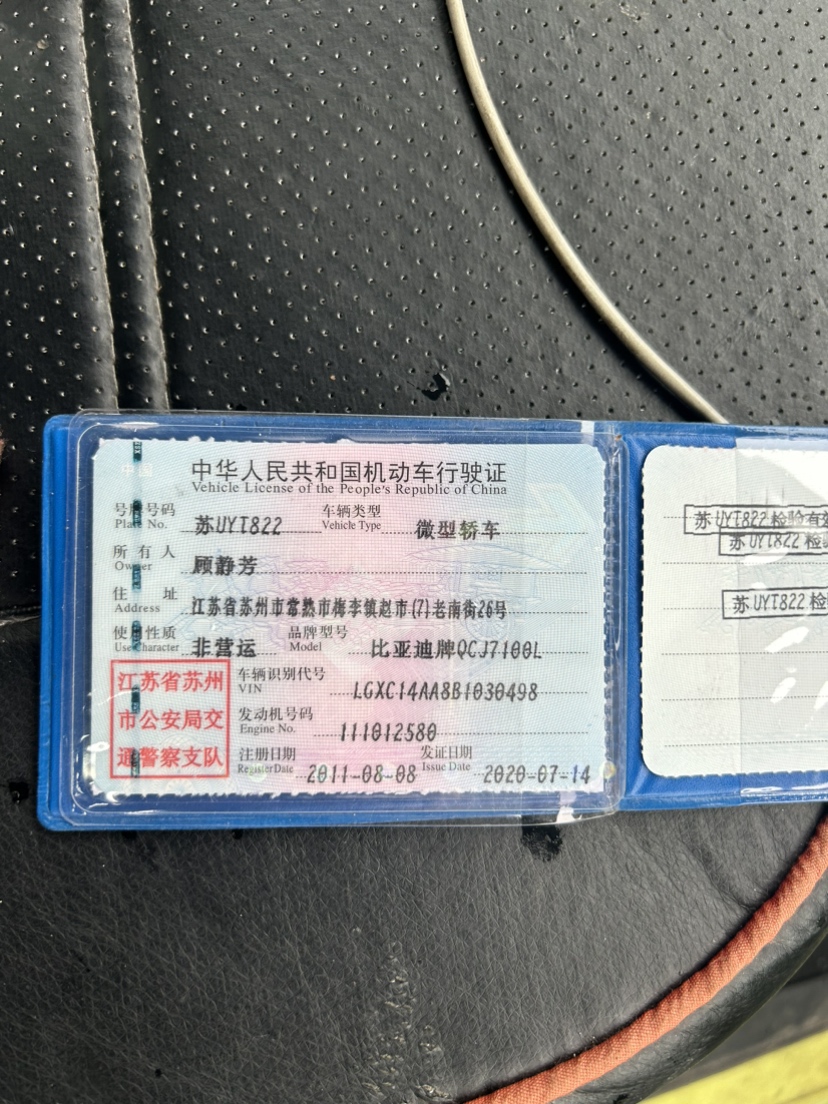 中华人民共和国机动车行驶证
Vehicle License of the People's Republic of China
号牌号码 苏UYT822 车辆类型 微型轿车
Plate No. Vehicle Type
所有人 顾静芳
Owner
住址 江苏省苏州市常熟市梅李镇赵市(7)老南街26号
Address
使用性质 非营运 品牌型号 比亚迪牌QCJ7100L
Use Character Model
江苏省苏州
市公安局交
通警察支队
车辆识别代号 LGXC14AA8B1030498
VIN
发动机号码 111012580
Engine No.
注册日期 2011-08-08 发证日期 2020-07-14
Register Date Issue Date
苏UYT822检验有
苏UYT822检验
苏UYT822检